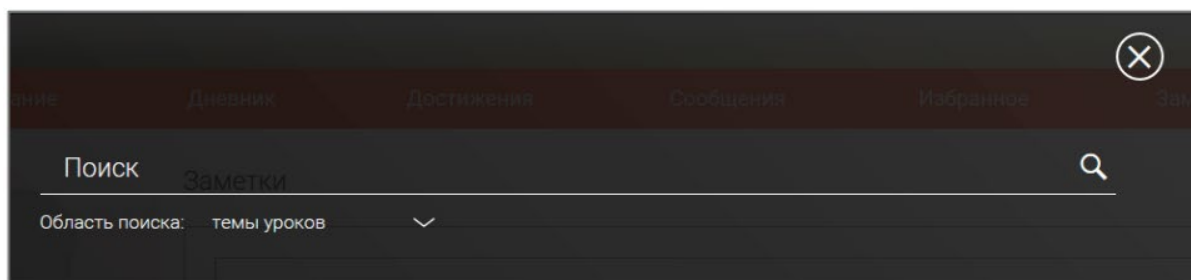 ание Дневник Достижения Сообщения Избранное Зам
Поиск
Заметки
Область поиска: темы уроков